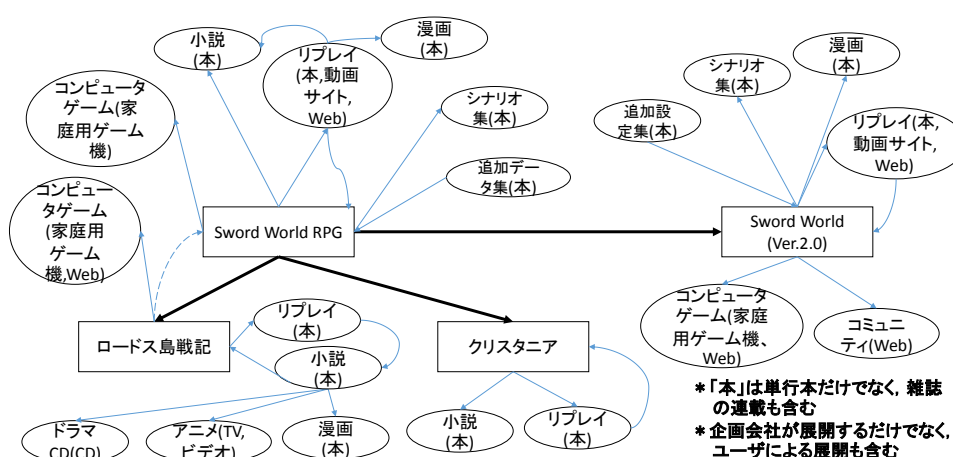 小説
(本)
リプレイ
(本,動画
サイト,
Web)
漫画
(本)
コンピュータ
ゲーム(家
庭用ゲーム
機)
シナリオ
集(本)
追加デー
タ集(本)
コンピュー
タゲーム
(家庭用
ゲーム
機,Web)
Sword World RPG
漫画
(本)
シナリオ
集(本)
追加設
定集(本)
リプレイ(本,
動画サイト,
Web)
Sword World
(Ver.2.0)
ロードス島戦記
リプレイ
(本)
小説
(本)
クリスタニア
コンピュータ
ゲーム(家庭
用ゲーム機、
Web)
コミュニ
ティ(Web)
ドラマ
CD(CD)
アニメ(TV,
ビデオ)
漫画
(本)
小説
(本)
リプレイ
(本)
*「本」は単行本だけでなく, 雑誌
の連載も含む
*企画会社が展開するだけでなく,
ユーザによる展開も含む